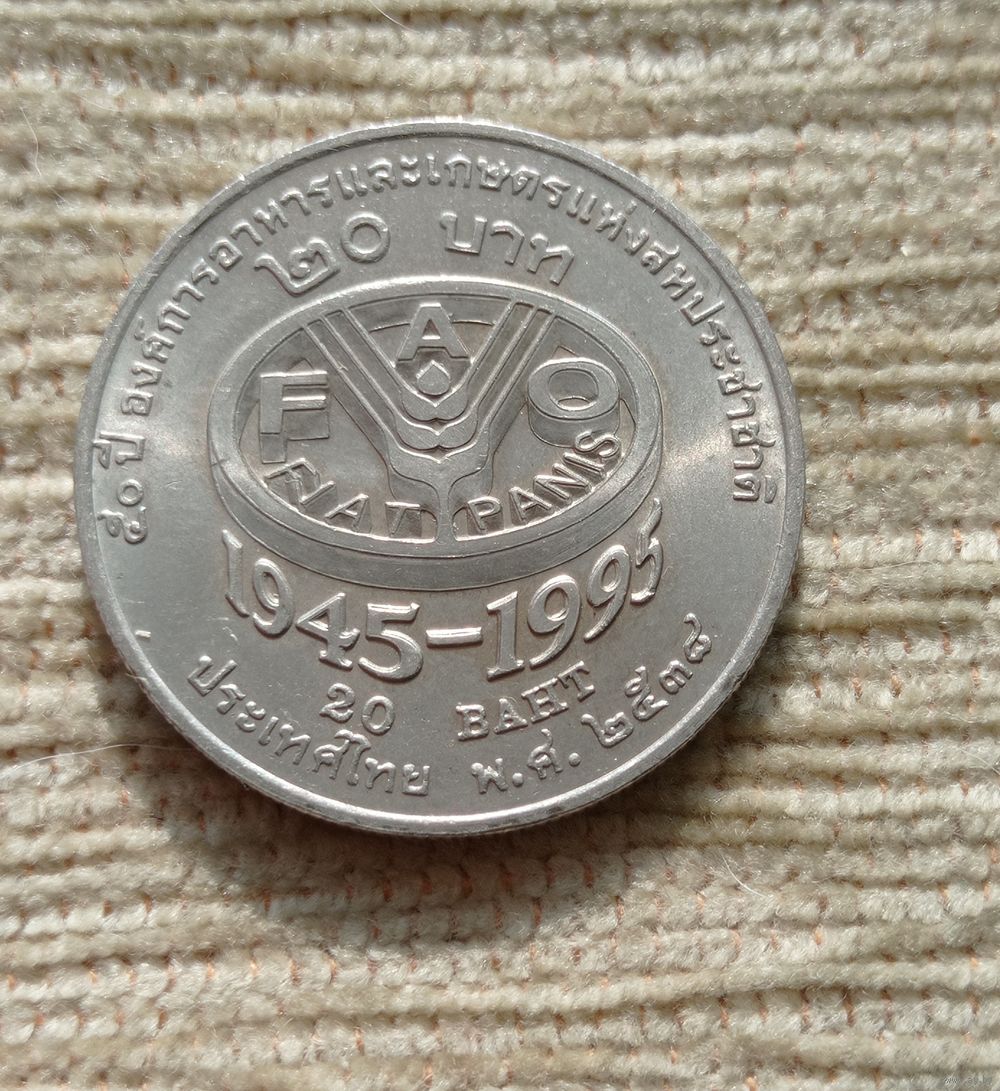 ๕๐ ปี องค์การอาหารและเกษตรแห่งสหประชาชาติ
๒๐ บาท
F A O
FIAT PANIS
1945-1995
20 BAHT
ประเทศไทย พ.ศ. ๒๕๓๘